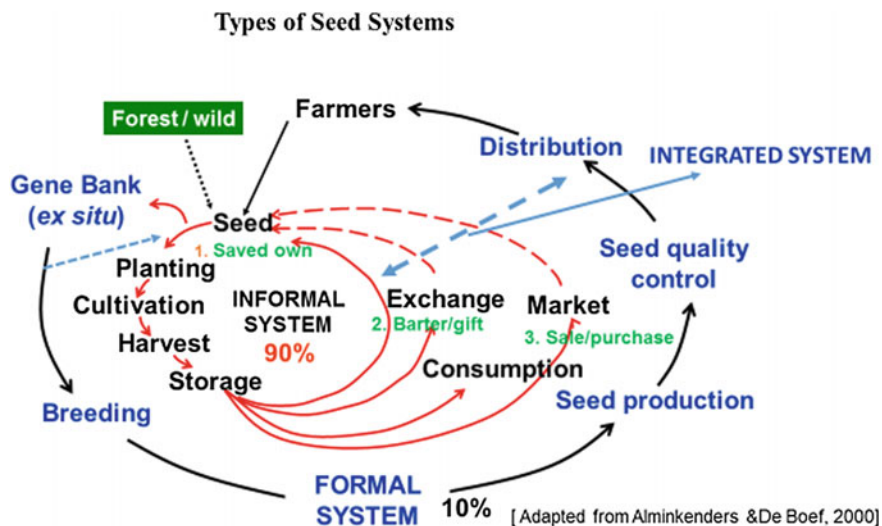 Types of Seed Systems
Forest / wild
Farmers
Distribution
INTEGRATED SYSTEM
Gene Bank
(ex situ)
Seed
1. Saved own
Seed quality
control
Planting
Cultivation
Harvest
Storage
INFORMAL
SYSTEM
90%
Exchange
2. Barter/gift
Market
3. Sale/purchase
Consumption
Breeding
Seed production
FORMAL
SYSTEM
10%
[ Adapted from Alminkenders &De Boef, 2000]